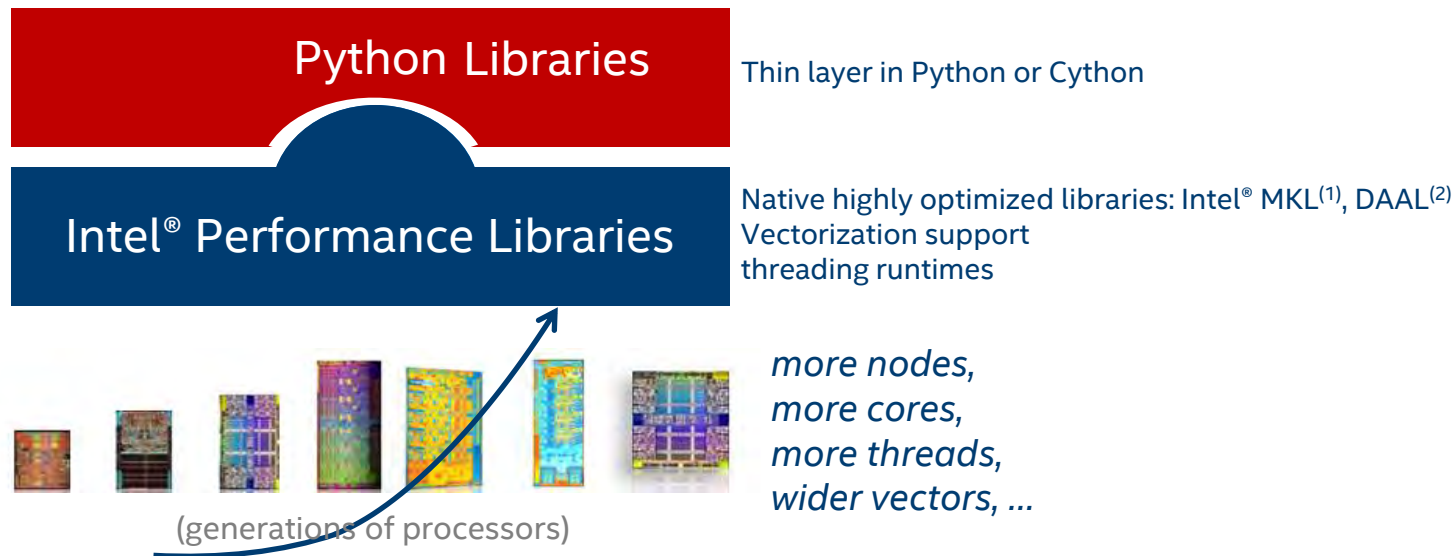 Python Libraries
Thin layer in Python or Cython
Intel® Performance Libraries
Native highly optimized libraries: Intel® MKL(1), DAAL(2)
Vectorization support
threading runtimes
more nodes,
more cores,
more threads,
wider vectors, ...
(generations of processors)